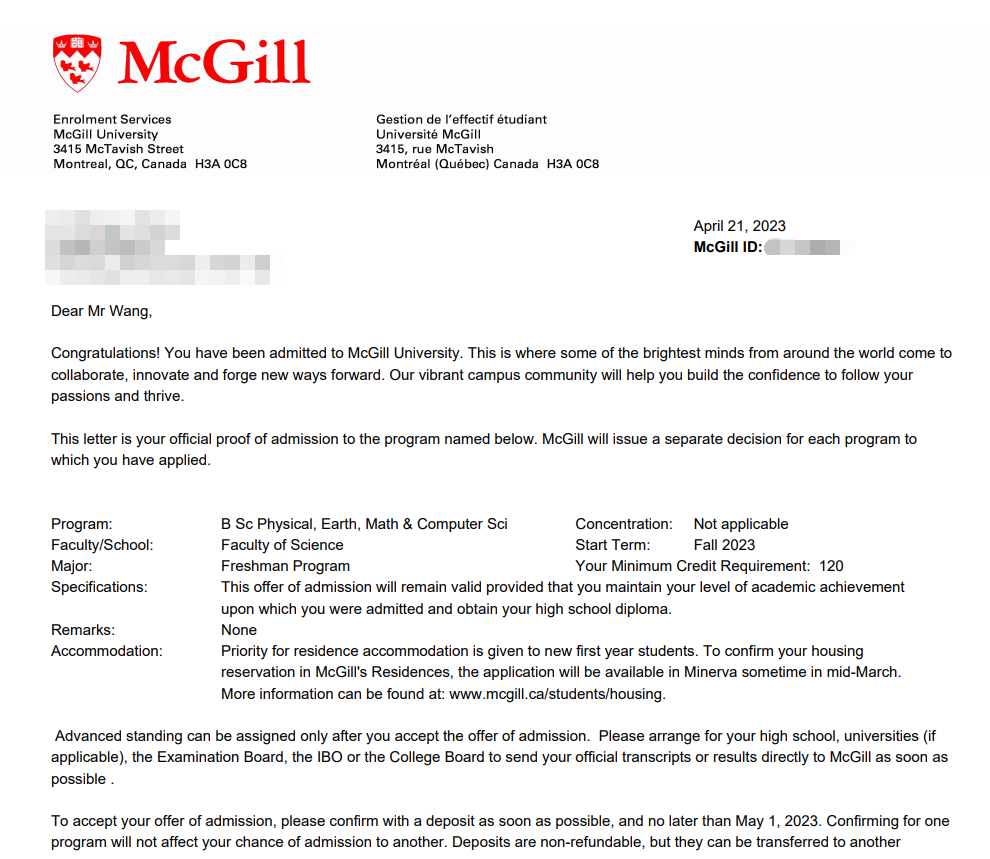 McGill
Enrolment Services
McGill University
3415 McTavish Street
Montreal, QC, Canada H3A 0C8
Gestion de l'effectif étudiant
Université McGill
3415, rue McTavish
Montréal (Québec) Canada H3A 0C8
April 21, 2023
McGill ID:
Dear Mr Wang,
Congratulations! You have been admitted to McGill University. This is where some of the brightest minds from around the world come to
collaborate, innovate and forge new ways forward. Our vibrant campus community will help you build the confidence to follow your
passions and thrive.
This letter is your official proof of admission to the program named below. McGill will issue a separate decision for each program to
which you have applied.
Program: B Sc Physical, Earth, Math & Computer Sci Concentration: Not applicable
Faculty/School: Faculty of Science Start Term: Fall 2023
Major: Freshman Program Your Minimum Credit Requirement: 120
Specifications: This offer of admission will remain valid provided that you maintain your level of academic achievement
upon which you were admitted and obtain your high school diploma.
Remarks: None
Accommodation: Priority for residence accommodation is given to new first year students. To confirm your housing
reservation in McGill's Residences, the application will be available in Minerva sometime in mid-March.
More information can be found at: www.mcgill.ca/students/housing.
Advanced standing can be assigned only after you accept the offer of admission. Please arrange for your high school, universities (if
applicable), the Examination Board, the IBO or the College Board to send your official transcripts or results directly to McGill as soon as
possible .
To accept your offer of admission, please confirm with a deposit as soon as possible, and no later than May 1, 2023. Confirming for one
program will not affect your chance of admission to another. Deposits are non-refundable, but they can be transferred to another